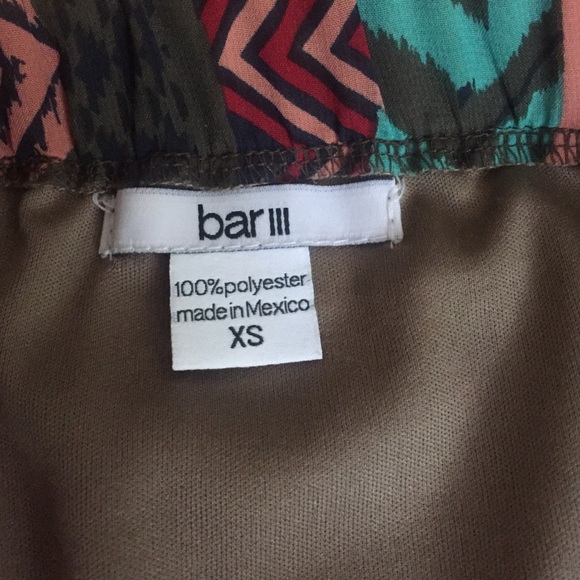 bar III
100% polyester
made in Mexico
XS